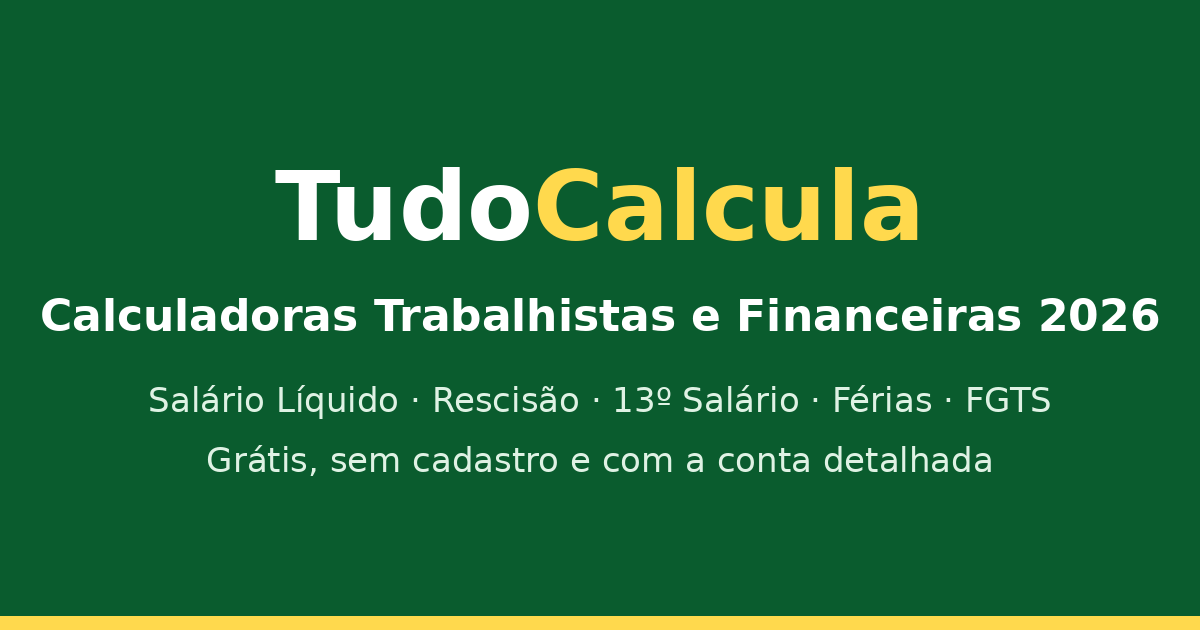 TudoCalcula
Calculadoras Trabalhistas e Financeiras 2026
Salário Líquido · Rescisão · 13º Salário · Férias · FGTS
Grátis, sem cadastro e com a conta detalhada